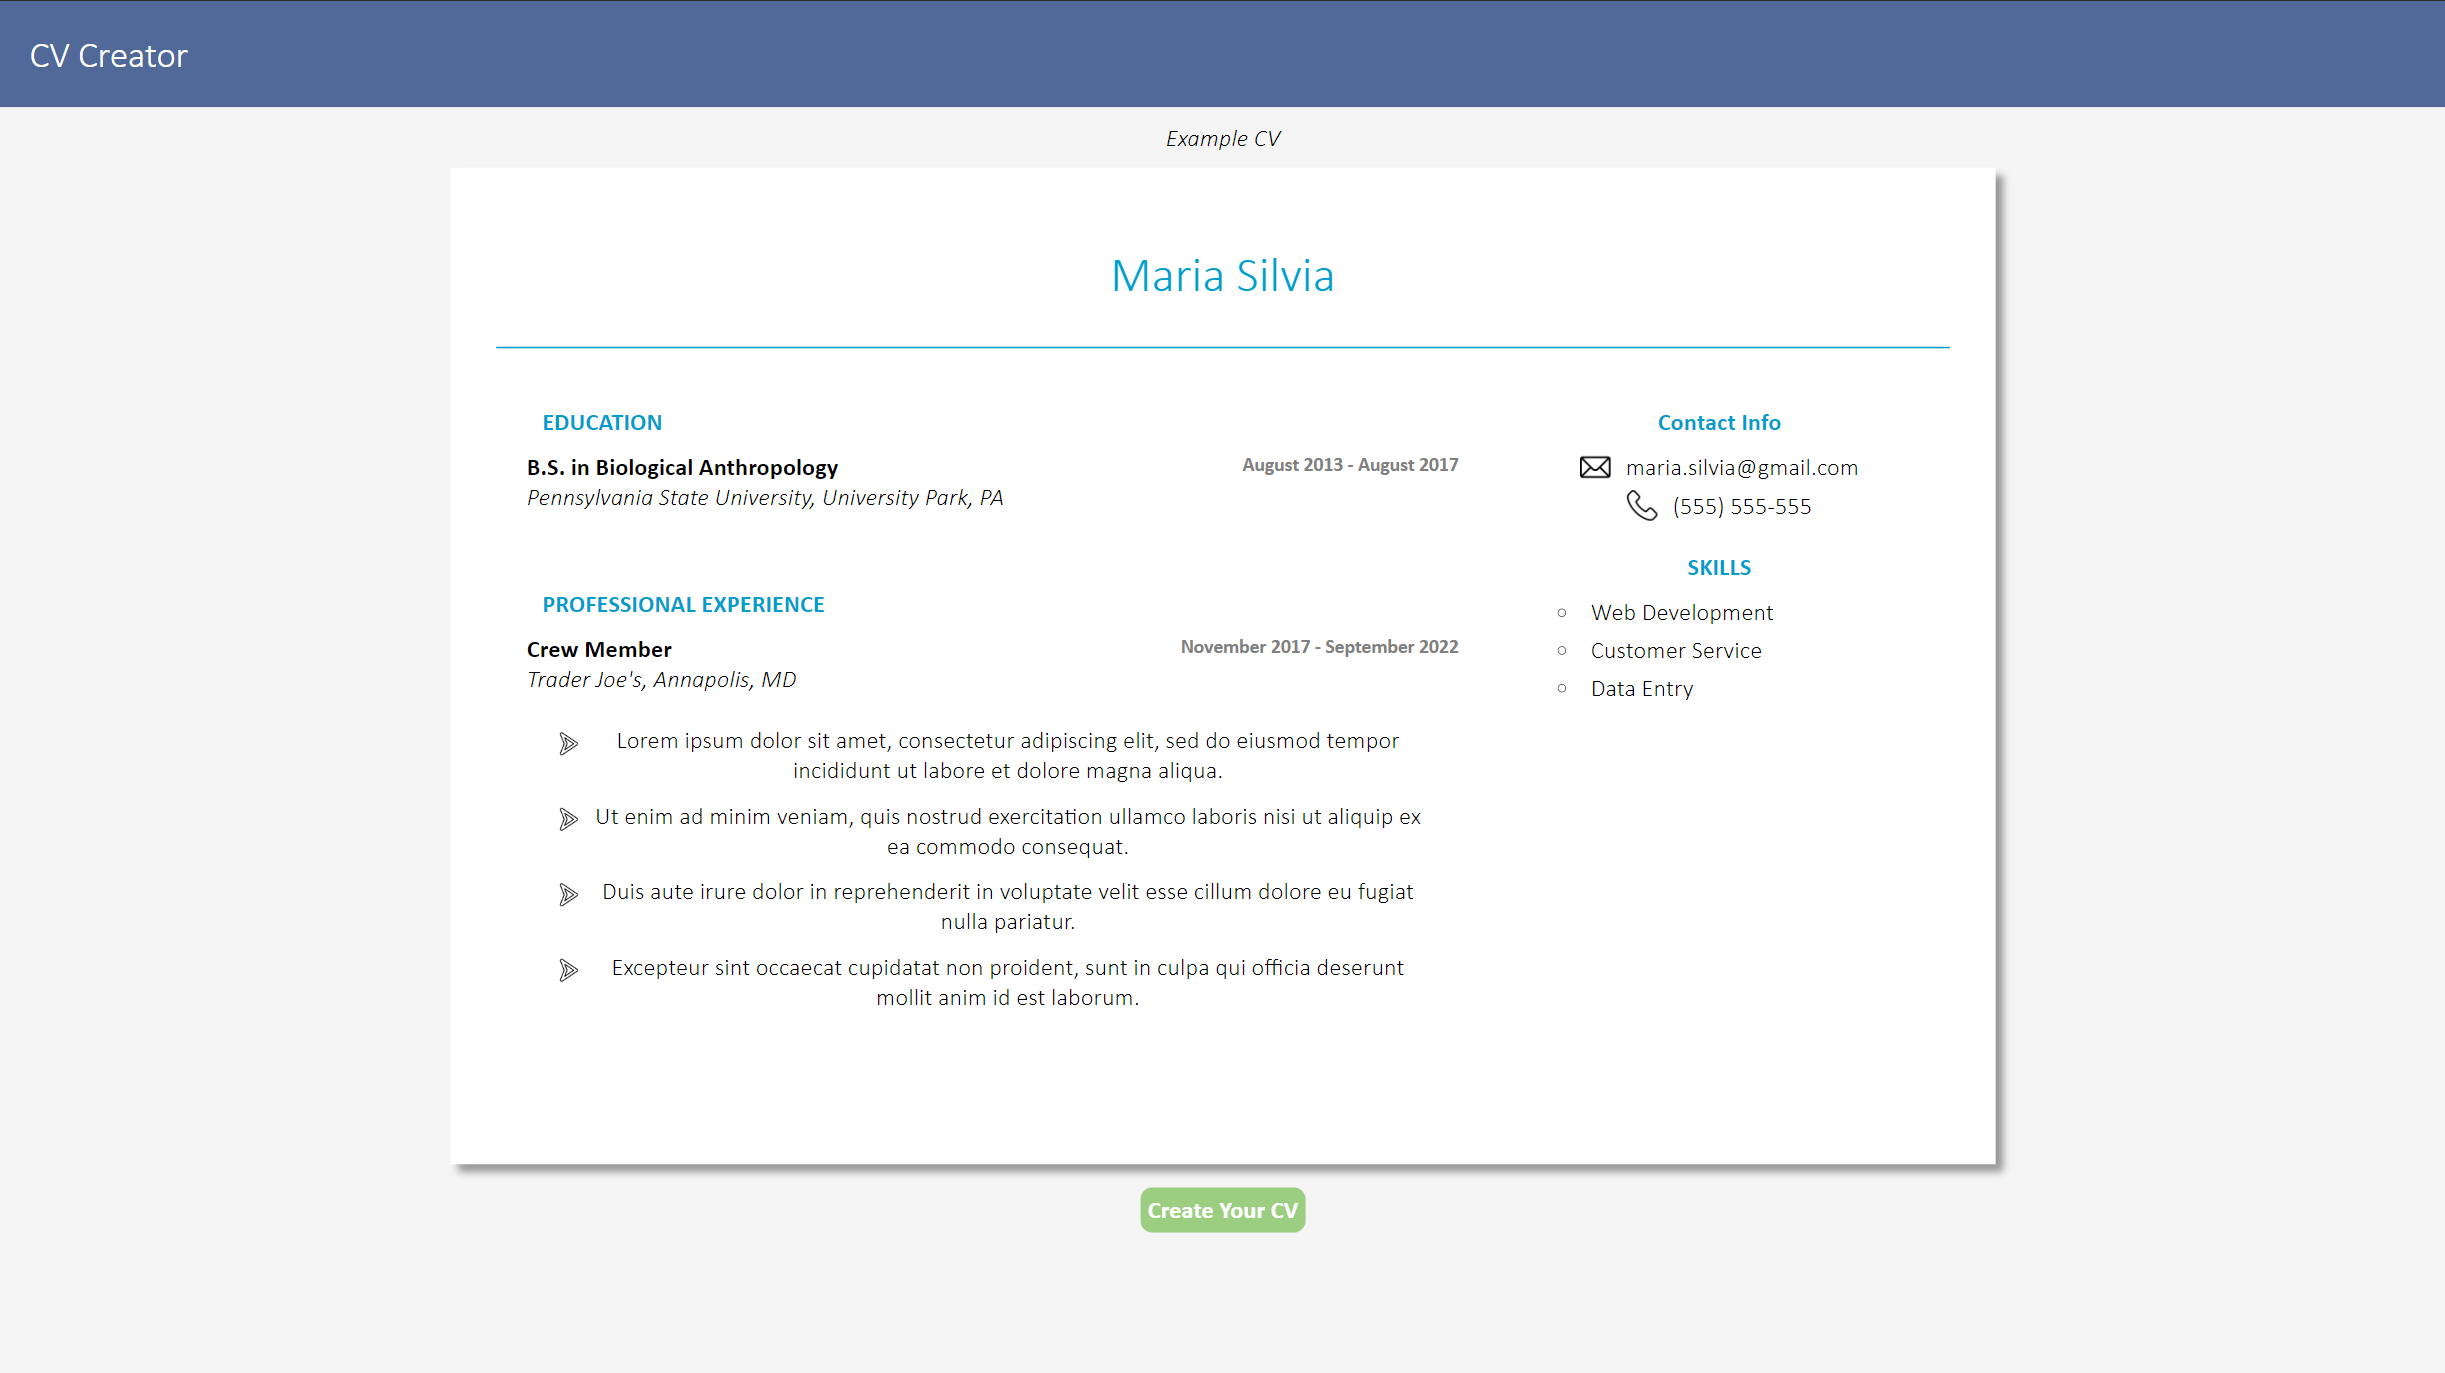 CV Creator
Example CV
Maria Silvia
EDUCATION
B.S. in Biological Anthropology
August 2013 - August 2017
Pennsylvania State University, University Park, PA
PROFESSIONAL EXPERIENCE
Crew Member
November 2017 - September 2022
Trader Joe's, Annapolis, MD
Lorem ipsum dolor sit amet, consectetur adipiscing elit, sed do eiusmod tempor
incididunt ut labore et dolore magna aliqua.
Ut enim ad minim veniam, quis nostrud exercitation ullamco laboris nisi ut aliquip ex
ea commodo consequat.
Duis aute irure dolor in reprehenderit in voluptate velit esse cillum dolore eu fugiat
nulla pariatur.
Excepteur sint occaecat cupidatat non proident, sunt in culpa qui officia deserunt
mollit anim id est laborum.
Contact Info
maria.silvia@gmail.com
(555) 555-555
SKILLS
Web Development
Customer Service
Data Entry
Create Your CV